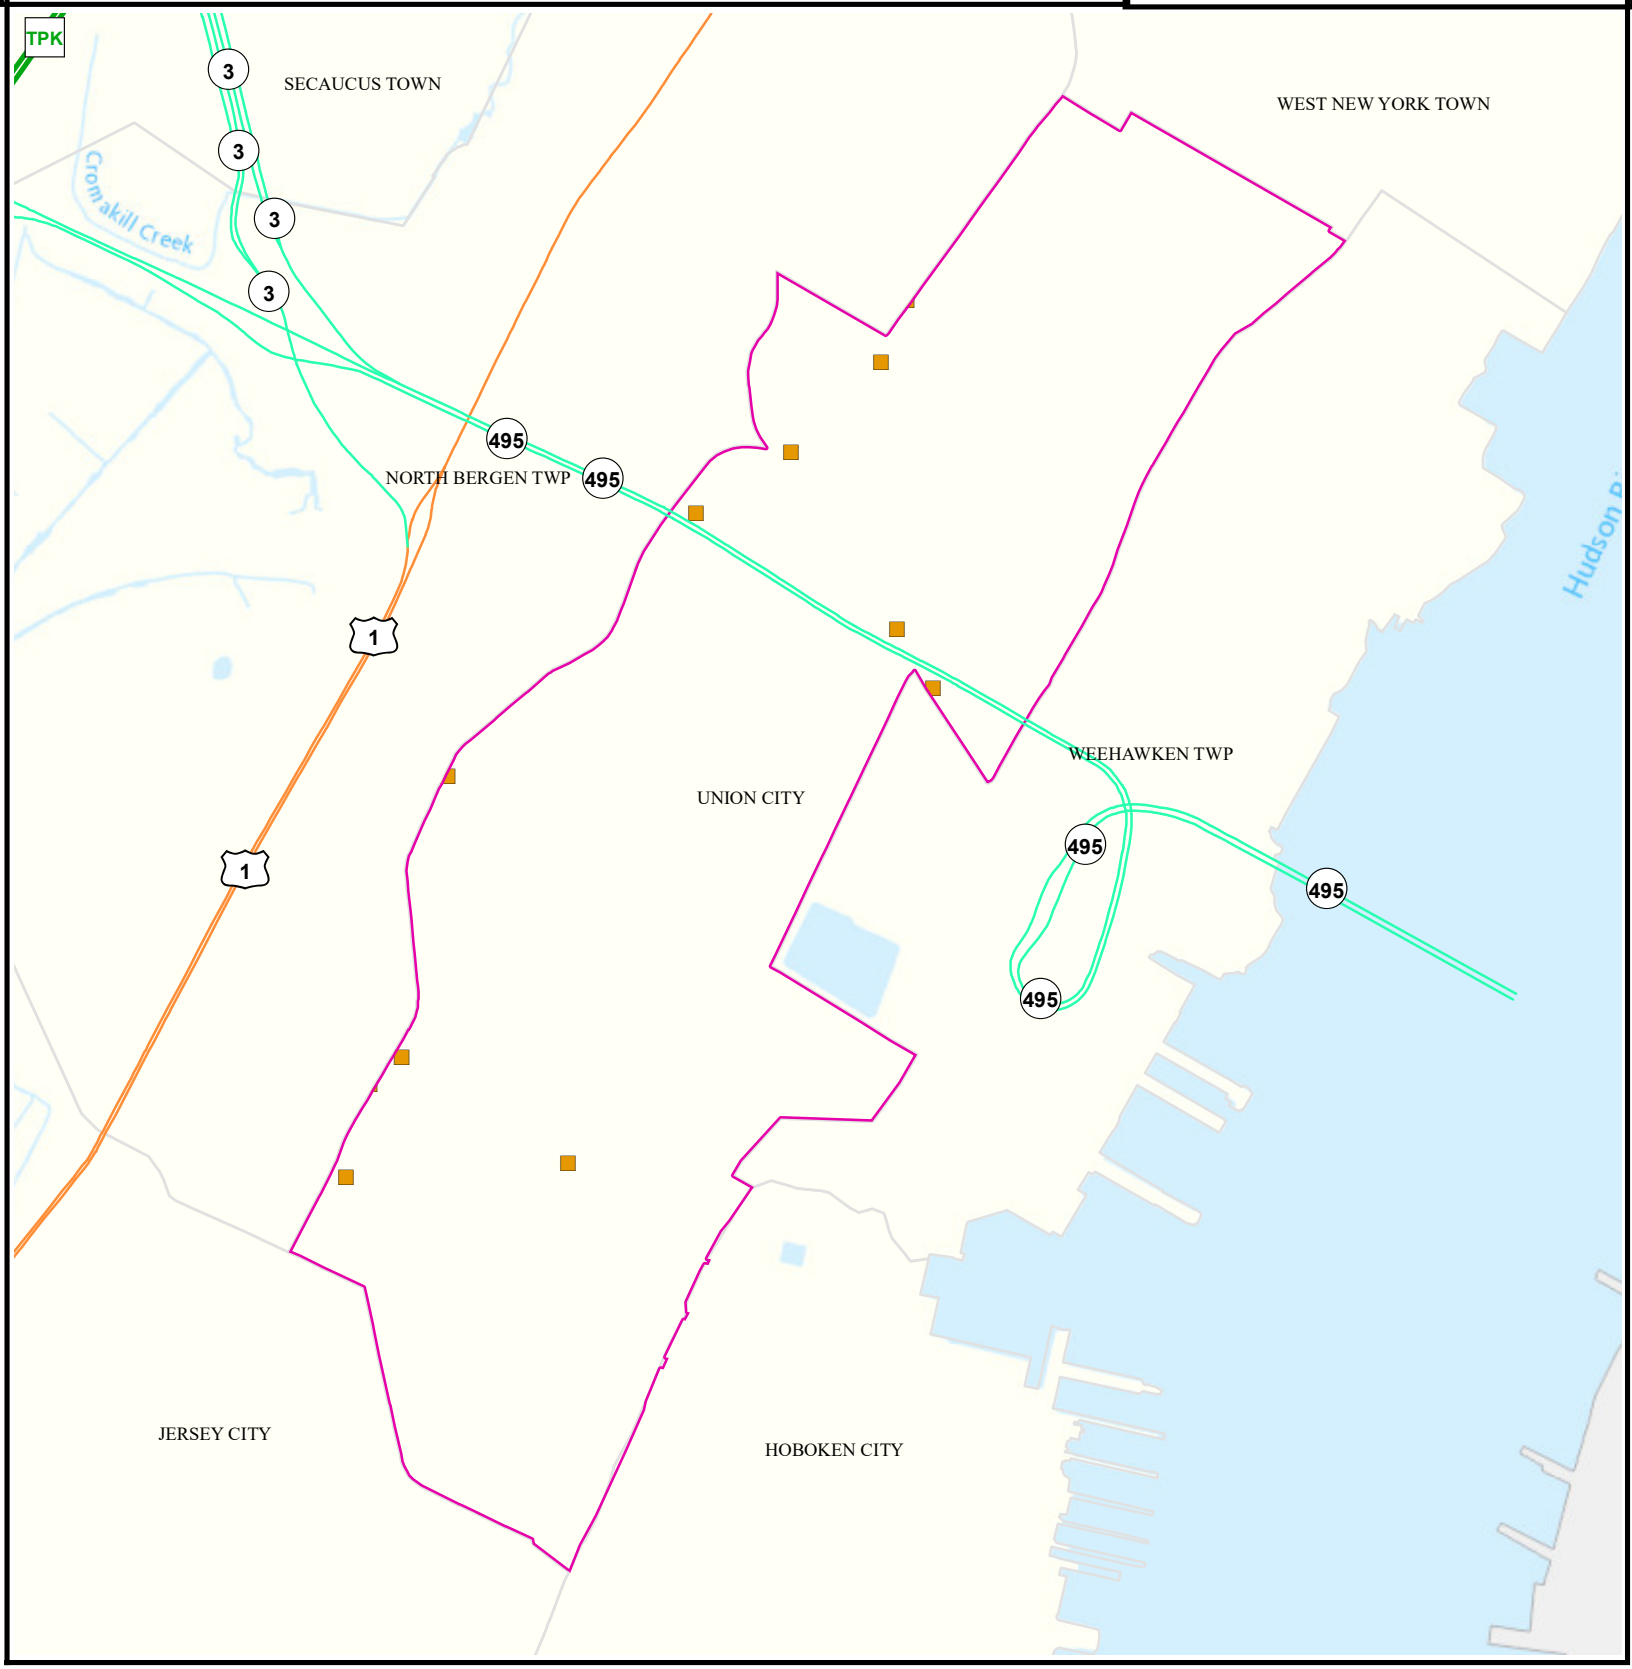 TPK
3
SECAUCUS TOWN
WEST NEW YORK TOWN
3
Cromakill Creek
3
3
495
NORTH BERGEN TWP
495
Hudson
1
WEEHAWKEN TWP
UNION CITY
495
1
495
495
JERSEY CITY
HOBOKEN CITY